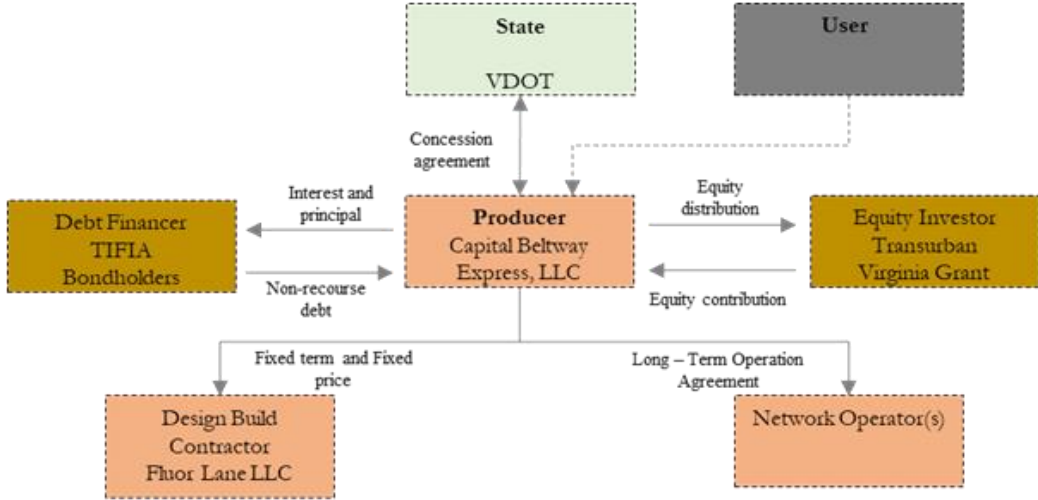 State
VDOT
User
Concession
agreement
Interest and
principal
Equity
distribution
Debt Financer
TIFIA
Bondholders
Producer
Capital Beltway
Express, LLC
Equity Investor
Transurban
Virginia Grant
Non-recourse
debt
Equity contribution
Fixed term and Fixed
price
Long – Term Operation
Agreement
Design Build
Contractor
Fluor Lane LLC
Network Operator(s)